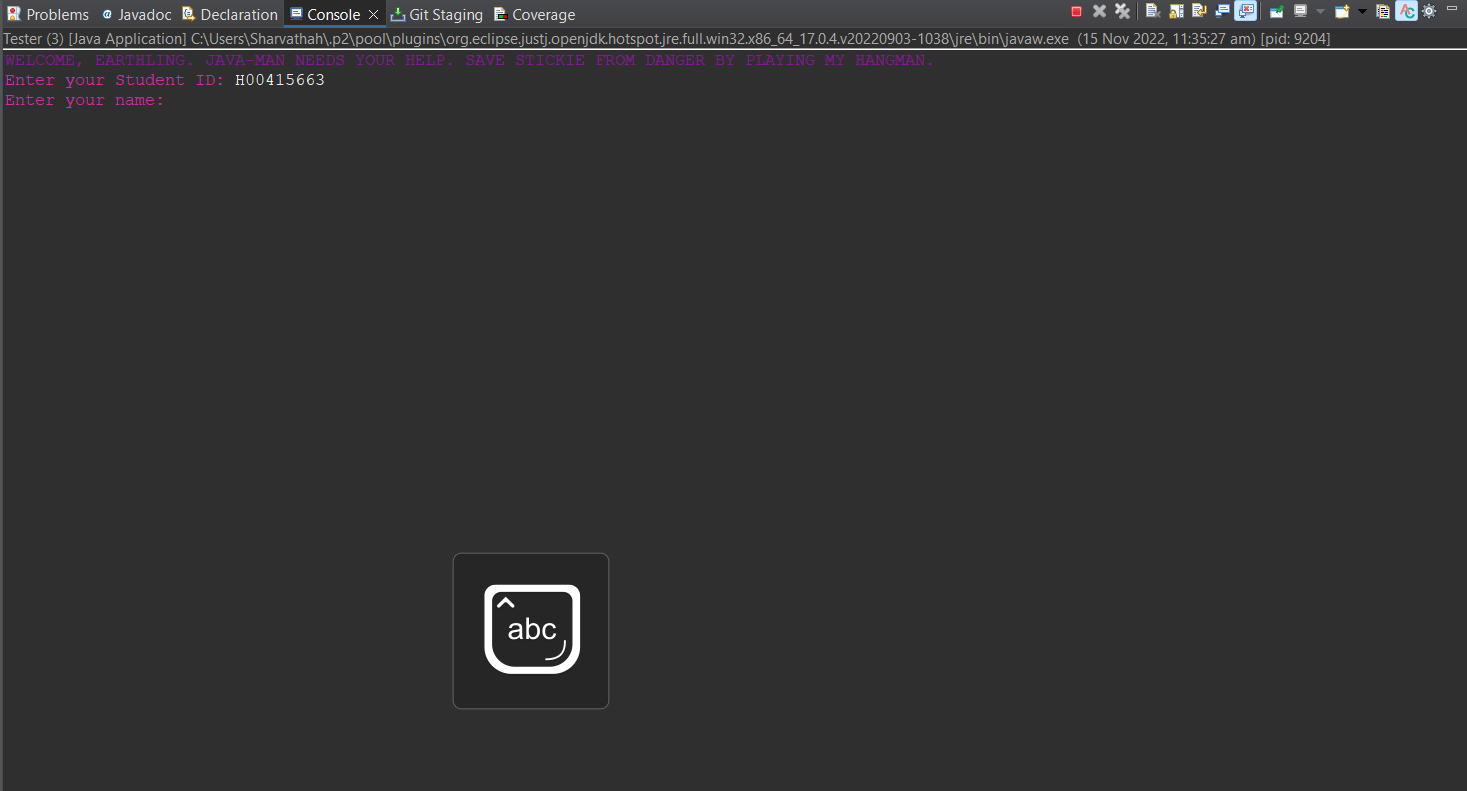 Problems Javadoc Declaration Console Git Staging Coverage
Tester (3) [Java Application] C:\Users\Sharvathah\.p2\pool\plugins\org.eclipse.justj.openjdk.hotspot.jre.full.win32.x86_64_17.0.4.v20220903-1038\jre\bin\javaw.exe (15 Nov 2022, 11:35:27 am) [pid: 9204]
WELCOME, EARTHLING. JAVA-MAN NEEDS YOUR HELP. SAVE STICKIE FROM DANGER BY PLAYING MY HANGMAN.
Enter your Student ID: H00415663
Enter your name:
abc